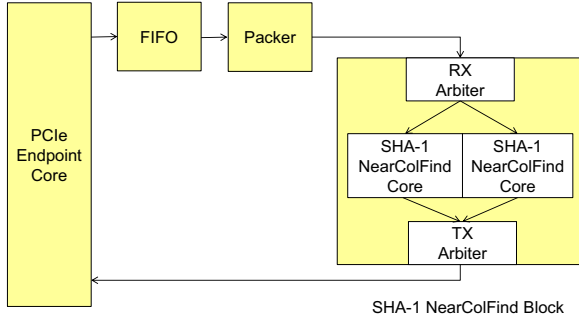 FIFO
Packer
RX
Arbiter
PCIe
Endpoint
Core
SHA-1
NearColFind
Core
SHA-1
NearColFind
Core
TX
Arbiter
SHA-1 NearColFind Block